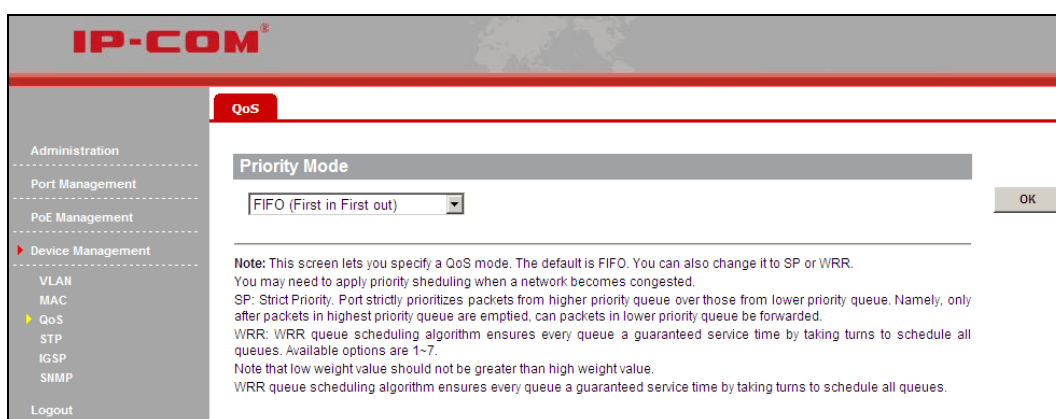 IP-COM®
QoS
Administration
Port Management
PoE Management
Device Management
VLAN
MAC
QoS
STP
IGSP
SNMP
Logout
Priority Mode
FIFO (First in First out)
OK
Note: This screen lets you specify a QoS mode. The default is FIFO. You can also change it to SP or WRR.
You may need to apply priority sheduling when a network becomes congested.
SP: Strict Priority. Port strictly prioritizes packets from higher priority queue over those from lower priority queue. Namely, only
after packets in highest priority queue are emptied, can packets in lower priority queue be forwarded.
WRR: WRR queue scheduling algorithm ensures every queue a guaranteed service time by taking turns to schedule all
queues. Available options are 1~7.
Note that low weight value should not be greater than high weight value.
WRR queue scheduling algorithm ensures every queue a guaranteed service time by taking turns to schedule all queues.